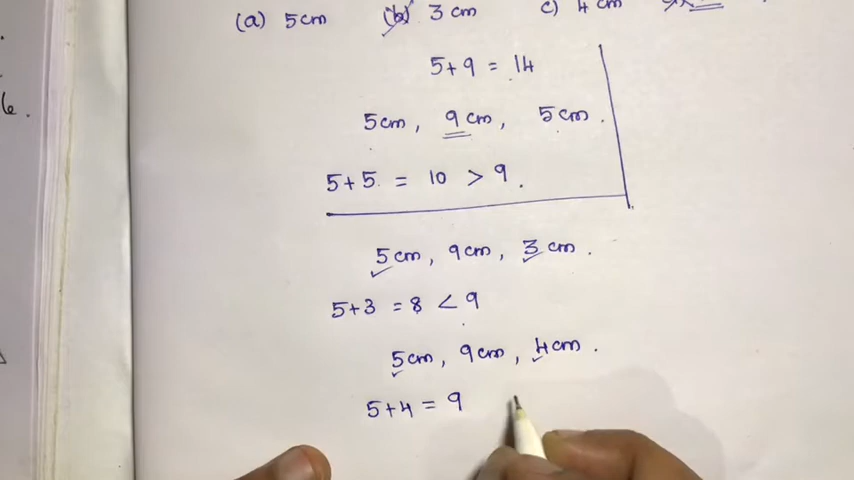 (a) 5cm (b) 3 cm c) 4 cm
6.
5+9 = 14
5cm, 9cm, 5cm.
5+5 = 10 > 9.
5cm, 9cm, 3cm.
5+3 = 8 < 9
5cm, 9cm, 4cm.
5+4 = 9